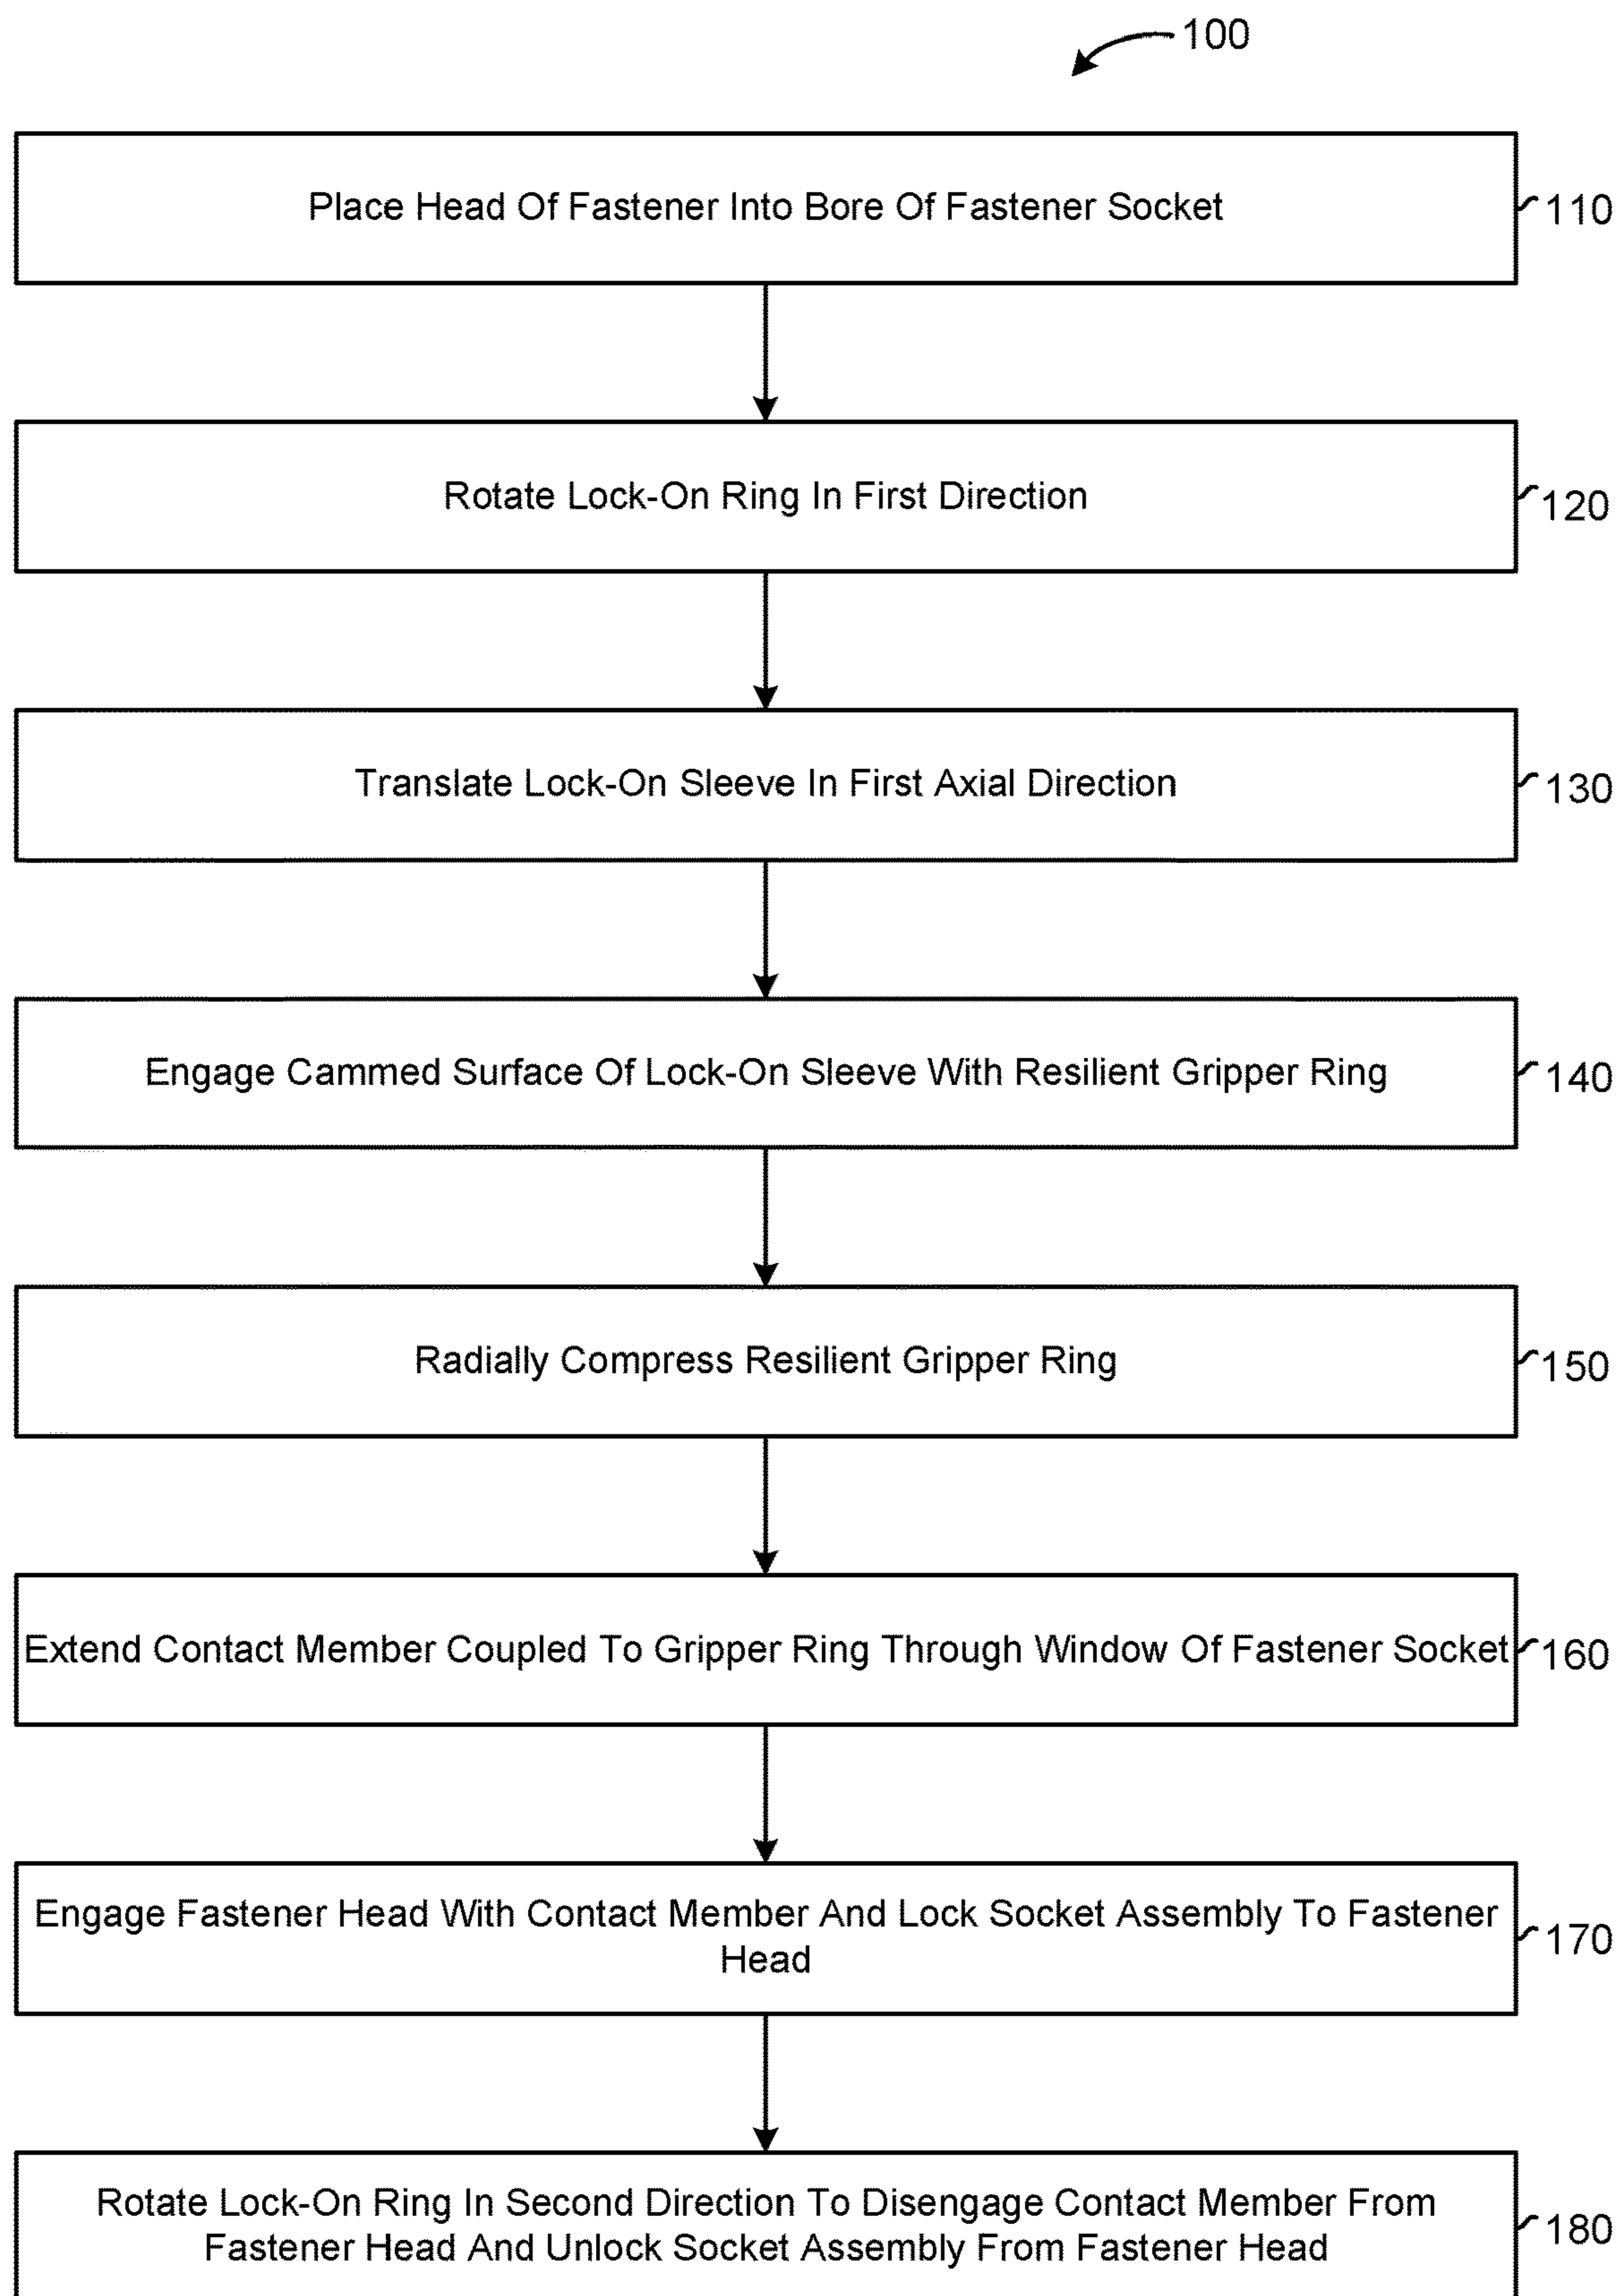 100
Place Head Of Fastener Into Bore Of Fastener Socket
110
Rotate Lock-On Ring In First Direction
120
Translate Lock-On Sleeve In First Axial Direction
130
Engage Cammed Surface Of Lock-On Sleeve With Resilient Gripper Ring
140
Radially Compress Resilient Gripper Ring
150
Extend Contact Member Coupled To Gripper Ring Through Window Of Fastener Socket
160
Engage Fastener Head With Contact Member And Lock Socket Assembly To Fastener
Head
170
Rotate Lock-On Ring In Second Direction To Disengage Contact Member From
Fastener Head And Unlock Socket Assembly From Fastener Head
180